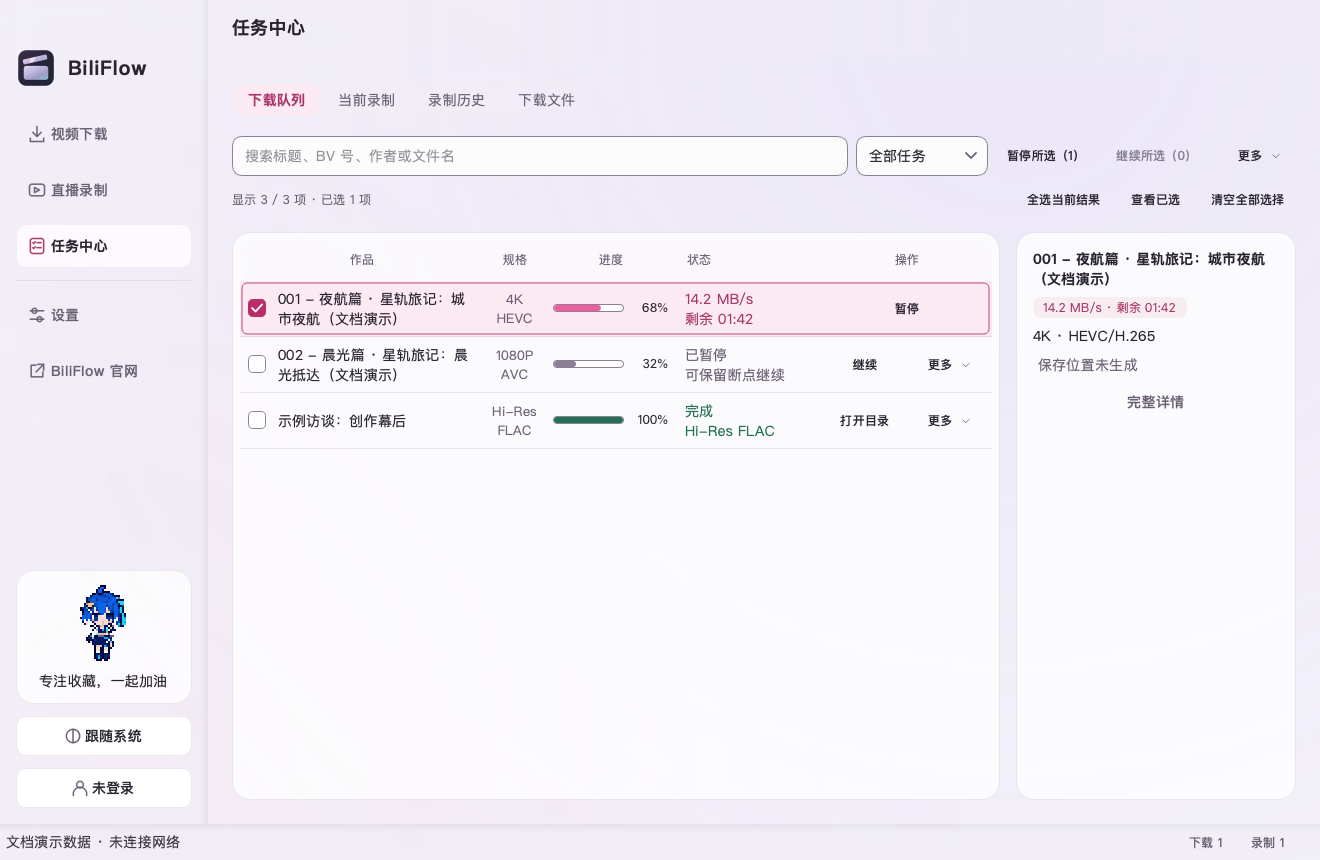 任务中心
BiliFlow
视频下载
直播录制
任务中心
设置
BiliFlow 官网
专注收藏，一起加油
跟随系统
未登录
下载队列 当前录制 录制历史 下载文件
搜索标题、BV 号、作者或文件名 全部任务 暂停所选（1） 继续所选（0） 更多
显示 3 / 3 项 · 已选 1 项 全选当前结果 查看已选 清空全部选择
作品 规格 进度 状态 操作
001 – 夜航篇 · 星轨旅记：城
市夜航（文档演示）
4K
HEVC
68%
14.2 MB/s
剩余 01:42
暂停
002 – 晨光篇 · 星轨旅记：晨
光抵达（文档演示）
1080P
AVC
32%
已暂停
可保留断点继续
继续 更多
示例访谈：创作幕后
Hi–Res
FLAC
100%
完成
Hi–Res FLAC
打开目录 更多
001 – 夜航篇 · 星轨旅记：城市夜航
（文档演示）
14.2 MB/s · 剩余 01:42
4K · HEVC/H.265
保存位置未生成
完整详情
文档演示数据 · 未连接网络 下载 1 录制 1